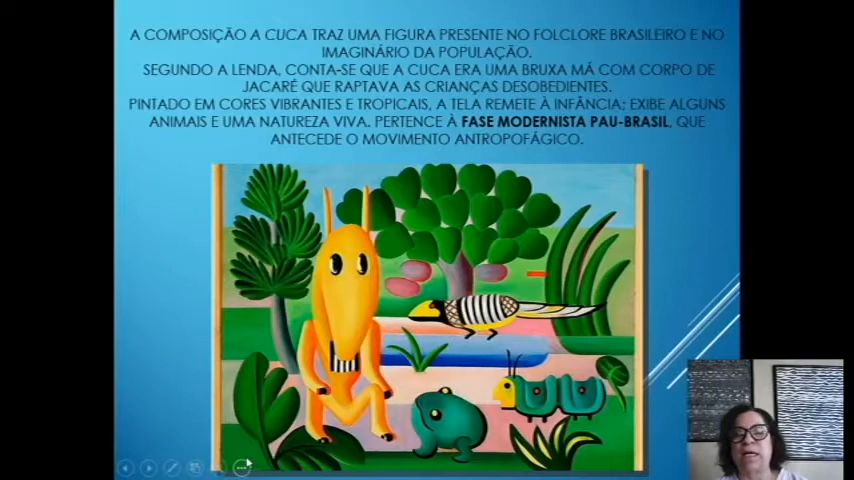 A COMPOSIÇÃO A CUCA TRAZ UMA FIGURA PRESENTE NO FOLCLORE BRASILEIRO E NO
IMAGINÁRIO DA POPULAÇÃO.
SEGUNDO A LENDA, CONTA-SE QUE A CUCA ERA UMA BRUXA MÁ COM CORPO DE
JACARÉ QUE RAPTAVA AS CRIANÇAS DESOBEDIENTES.
PINTADO EM CORES VIBRANTES E TROPICAIS, A TELA REMETE À INFÂNCIA; EXIBE ALGUNS
ANIMAIS E UMA NATUREZA VIVA. PERTENCE À FASE MODERNISTA PAU-BRASIL, QUE
ANTECEDE O MOVIMENTO ANTROPOFÁGICO.